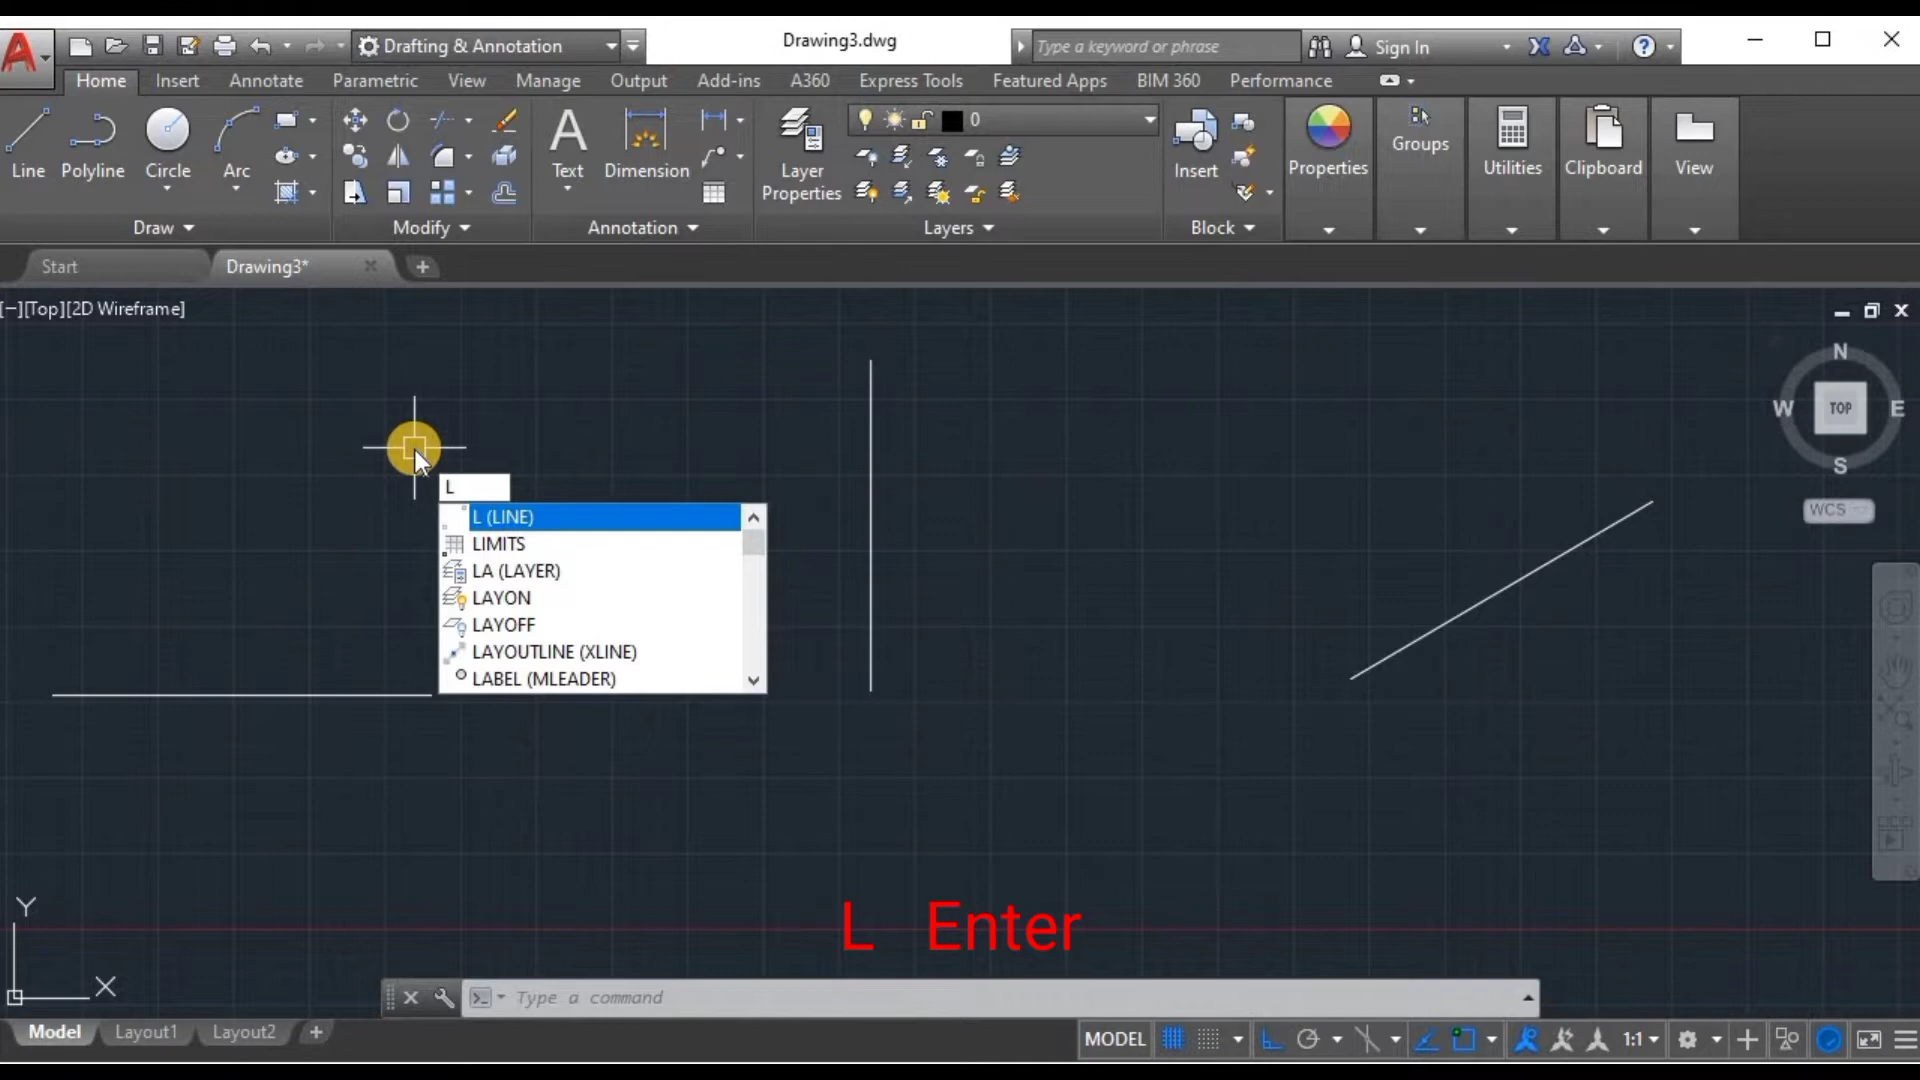 Drafting & Annotation
Drawing3.dwg
Type a keyword or phrase
Sign In
Home Insert Annotate Parametric View Manage Output Add-ins A360 Express Tools Featured Apps BIM 360 Performance
Line Polyline Circle Arc
Text Dimension
Layer Properties
0
Insert
Properties
Groups
Utilities
Clipboard
View
Draw Modify Annotation Layers Block
Start Drawing3*
[−][Top][2D Wireframe]
N
W TOP E
S
WCS
L
L (LINE)
LIMITS
LA (LAYER)
LAYON
LAYOFF
LAYOUTLINE (XLINE)
LABEL (MLEADER)
L Enter
Y
X
Type a command
Model Layout1 Layout2
MODEL 1:1